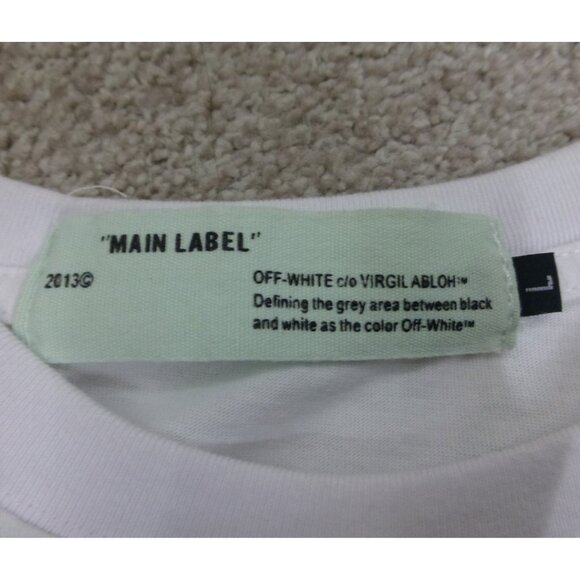 "MAIN LABEL"
2013©
OFF-WHITE c/o VIRGIL ABLOH™
Defining the grey area between black
and white as the color Off-White™
L